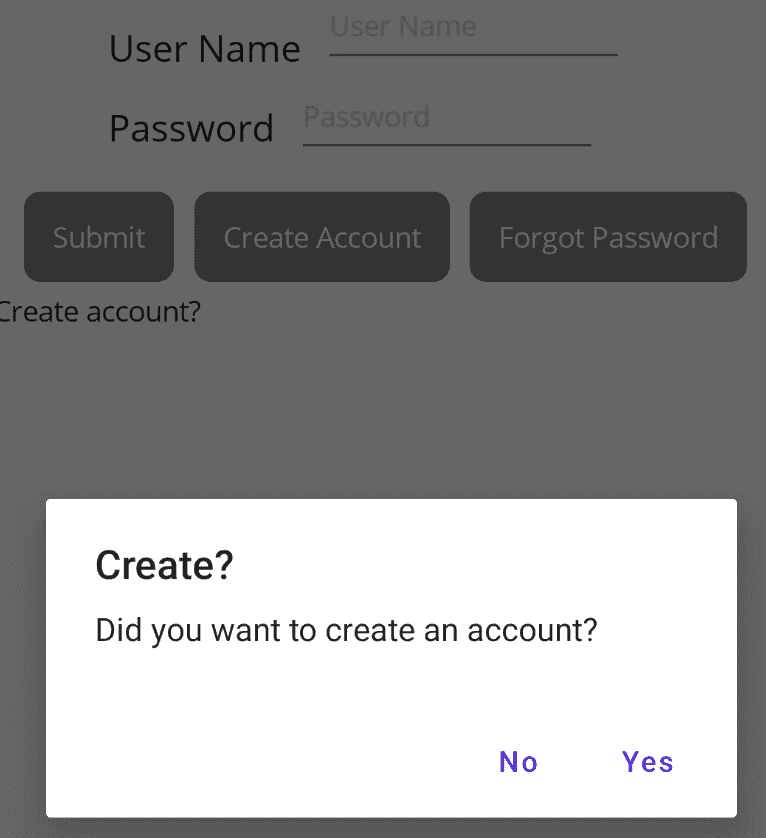 User Name User Name
Password Password
Submit Create Account Forgot Password
Create account?
Create?
Did you want to create an account?
No Yes